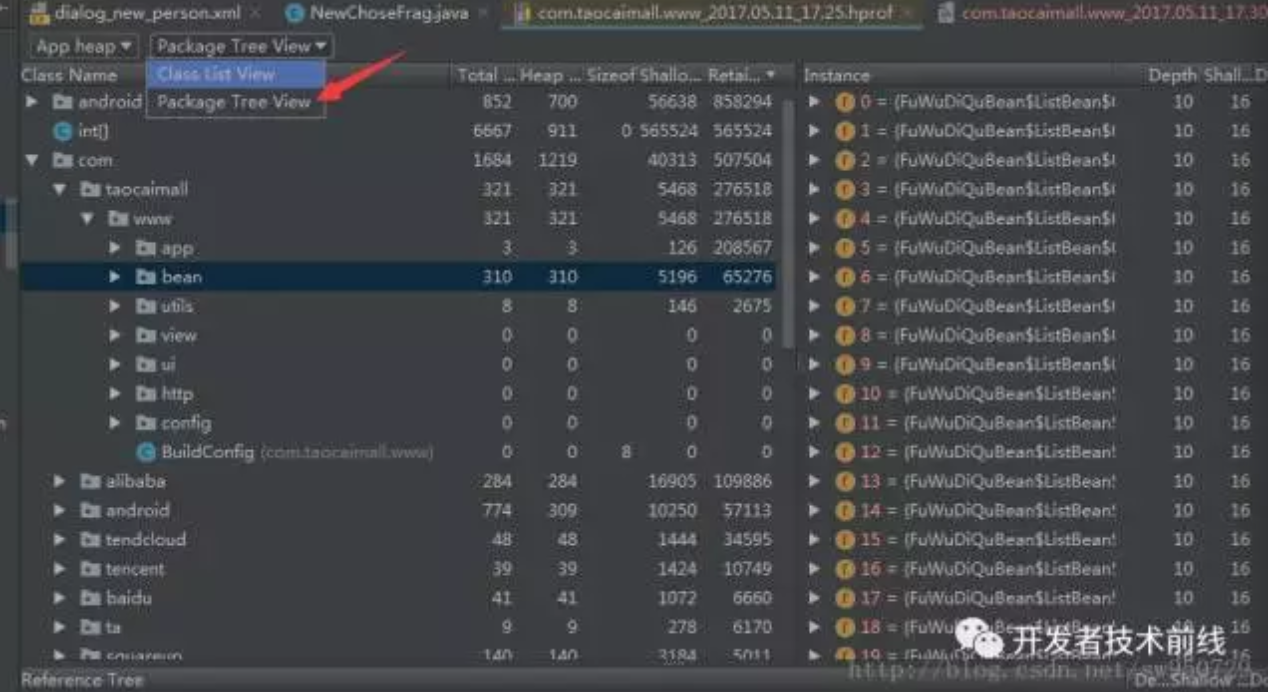 dialog_new_person.xml NewChoseFrag.java com.taocaimall.www_2017.05.11_17.25.hprof com.taocaimall.www_2017.05.11_17.30
App heap Package Tree View
Class Name Class List View Total ... Heap ... Sizeof Shallo... Retai... Instance Depth Shall... D
android Package Tree View 852 700 56638 858294 0 = {FuWuDiQuBean$ListBean$ 10 16
int[] 6667 911 0 565524 565524 1 = {FuWuDiQuBean$ListBean$ 10 16
com 1684 1219 40313 507504 2 = {FuWuDiQuBean$ListBean$ 10 16
taocaimall 321 321 5468 276518 3 = {FuWuDiQuBean$ListBean$ 10 16
www 321 321 5468 276518 4 = {FuWuDiQuBean$ListBean$ 10 16
app 3 3 126 208567 5 = {FuWuDiQuBean$ListBean$ 10 16
bean 310 310 5196 65276 6 = {FuWuDiQuBean$ListBean$ 10 16
utils 8 8 146 2675 7 = {FuWuDiQuBean$ListBean$ 10 16
view 0 0 0 0 8 = {FuWuDiQuBean$ListBean$ 10 16
ui 0 0 0 0 9 = {FuWuDiQuBean$ListBean$ 10 16
http 0 0 0 0 10 = {FuWuDiQuBean$ListBean 10 16
config 0 0 0 0 11 = {FuWuDiQuBean$ListBean 10 16
BuildConfig (com.taocaimall.www) 0 0 8 0 0 12 = {FuWuDiQuBean$ListBean 10 16
alibaba 284 284 16905 109886 13 = {FuWuDiQuBean$ListBean 10 16
android 774 309 10250 57113 14 = {FuWuDiQuBean$ListBean 10 16
tendcloud 48 48 1444 34595 15 = {FuWuDiQuBean$ListBean 10 16
tencent 39 39 1424 10749 16 = {FuWuDiQuBean$ListBean 10 16
baidu 41 41 1072 6660 17 = {FuWuDiQuBean$ListBean 10 16
ta 9 9 278 6170 18 = {FuWuDiQuBean$ListBean
开发者技术前线
squareup 140 140 3184 5011 19 = {FuWuDiQuBean$ListBean 10 16
Reference Tree De... Shallow